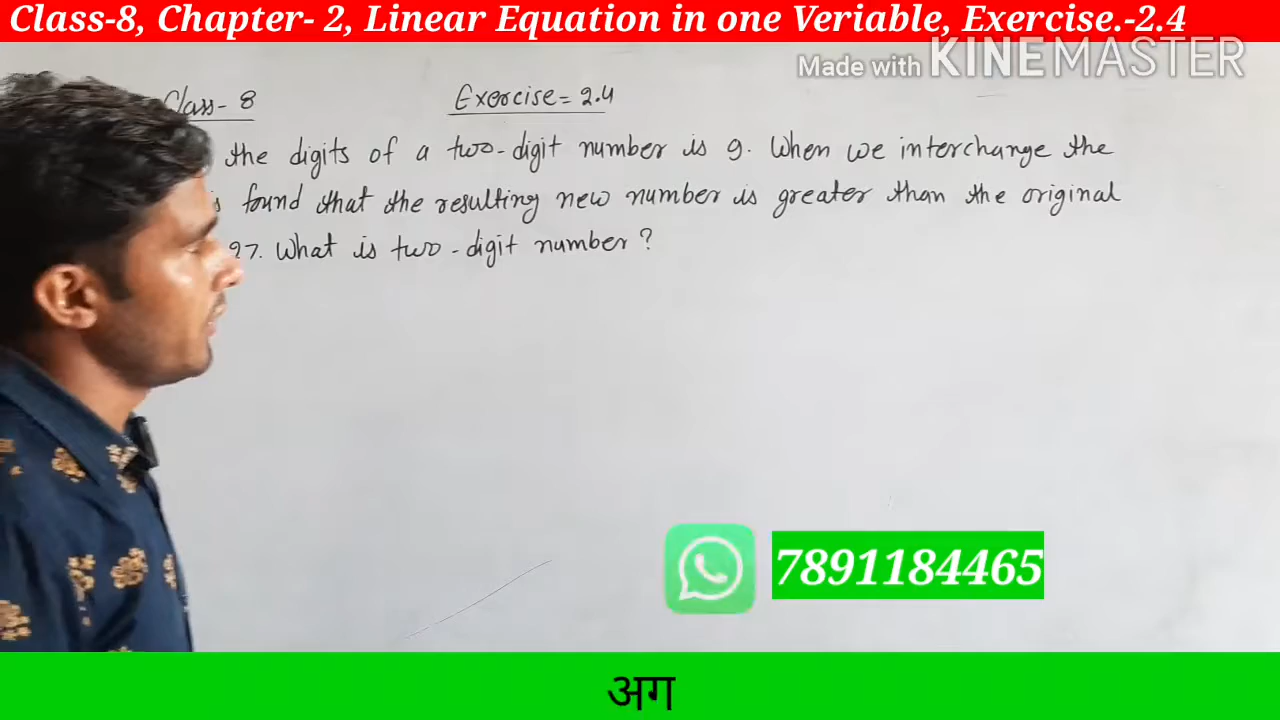 Class-8, Chapter- 2, Linear Equation in one Veriable, Exercise.-2.4
Made with KINEMASTER
Class- 8 Exercise= 2.4
the digits of a two-digit number is 9. When we interchange the
found that the resulting new number is greater than the original
27. What is two-digit number ?
7891184465
अग